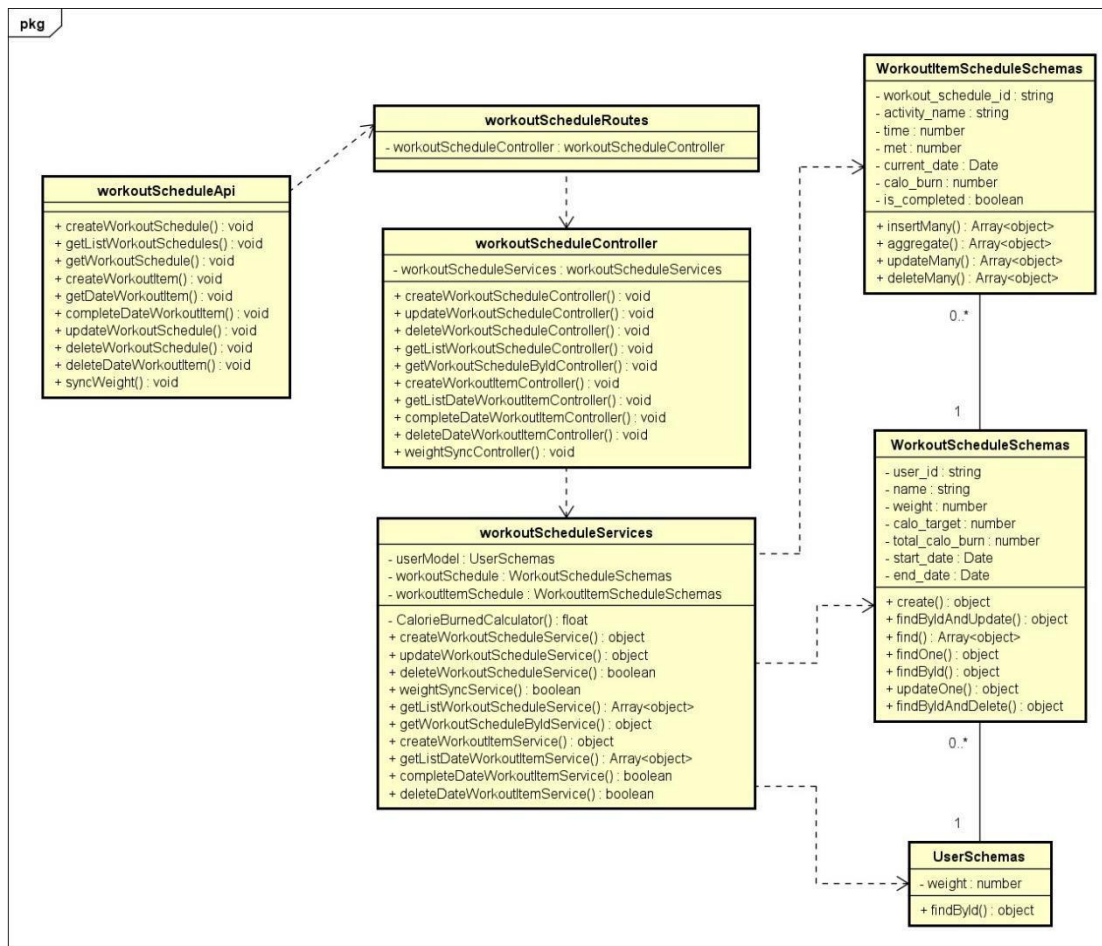 pkg
workoutScheduleApi
+ createWorkoutSchedule() : void
+ getListWorkoutSchedules() : void
+ getWorkoutSchedule() : void
+ createWorkoutItem() : void
+ getDateWorkoutItem() : void
+ completeDateWorkoutItem() : void
+ updateWorkoutSchedule() : void
+ deleteWorkoutSchedule() : void
+ deleteDateWorkoutItem() : void
+ syncWeight() : void
workoutScheduleRoutes
- workoutScheduleController : workoutScheduleController
workoutScheduleController
- workoutScheduleServices : workoutScheduleServices
+ createWorkoutScheduleController() : void
+ updateWorkoutScheduleController() : void
+ deleteWorkoutScheduleController() : void
+ getListWorkoutScheduleController() : void
+ getWorkoutScheduleByIdController() : void
+ createWorkoutItemController() : void
+ getListDateWorkoutItemController() : void
+ completeDateWorkoutItemController() : void
+ deleteDateWorkoutItemController() : void
+ weightSyncController() : void
workoutScheduleServices
- userModel : UserSchemas
- workoutSchedule : WorkoutScheduleSchemas
- workoutItemSchedule : WorkoutItemScheduleSchemas
- CalorieBurnedCalculator() : float
+ createWorkoutScheduleService() : object
+ updateWorkoutScheduleService() : object
+ deleteWorkoutScheduleService() : boolean
+ weightSyncService() : boolean
+ getListWorkoutScheduleService() : Array<object>
+ getWorkoutScheduleByIdService() : object
+ createWorkoutItemService() : object
+ getListDateWorkoutItemService() : Array<object>
+ completeDateWorkoutItemService() : boolean
+ deleteDateWorkoutItemService() : boolean
WorkoutItemScheduleSchemas
- workout_schedule_id : string
- activity_name : string
- time : number
- met : number
- current_date : Date
- calo_burn : number
- is_completed : boolean
+ insertMany() : Array<object>
+ aggregate() : Array<object>
+ updateMany() : Array<object>
+ deleteMany() : Array<object>
0..*
1
WorkoutScheduleSchemas
- user_id : string
- name : string
- weight : number
- calo_target : number
- total_calo_burn : number
- start_date : Date
- end_date : Date
+ create() : object
+ findByIdAndUpdate() : object
+ find() : Array<object>
+ findOne() : object
+ findById() : object
+ updateOne() : object
+ findByIdAndDelete() : object
0..*
1
UserSchemas
- weight : number
+ findById() : object